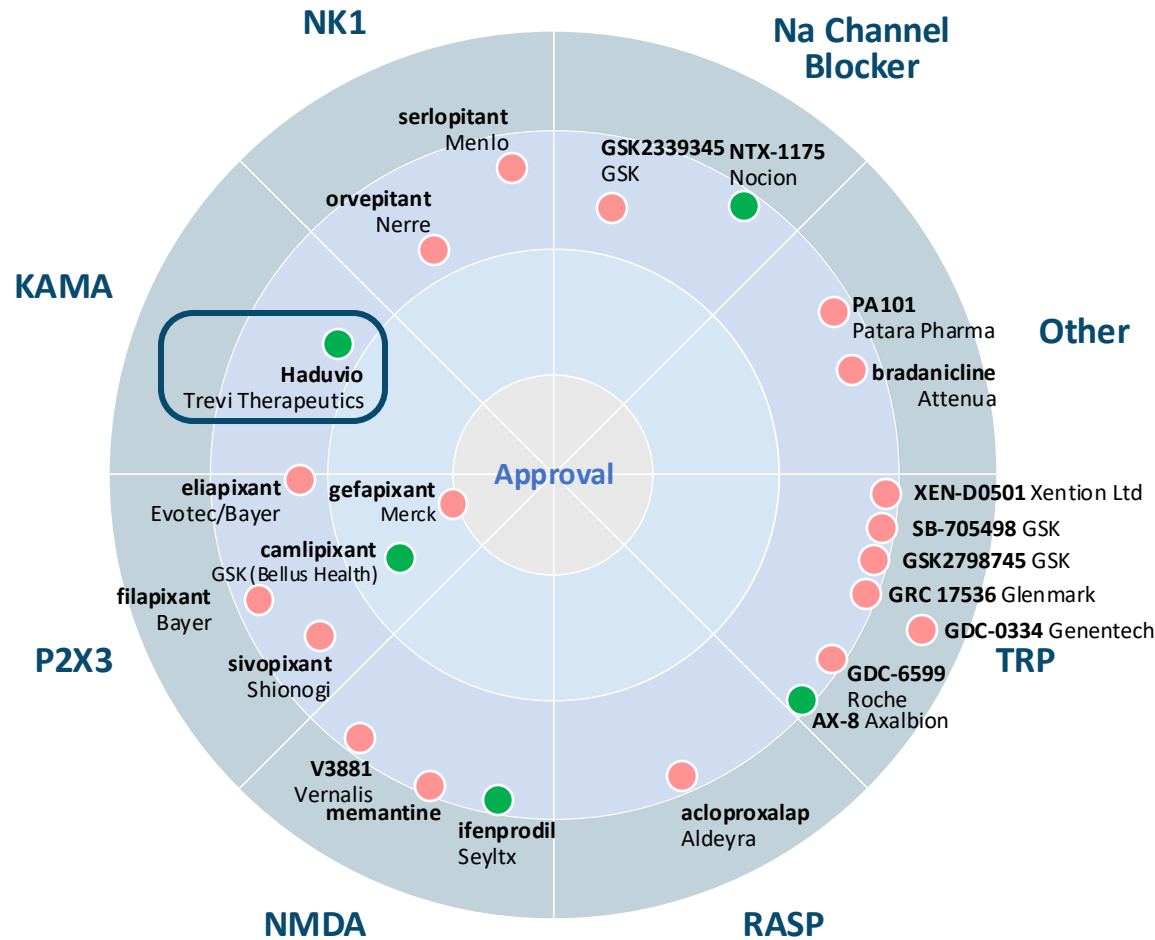 NK1
Na Channel
Blocker
serlopitant
Menlo
GSK2339345
GSK
NTX-1175
Nocion
orvepitant
Nerre
KAMA
PA101
Patara Pharma
Other
Haduvio
Trevi Therapeutics
bradanicline
Attenua
Approval
eliapixant
Evotec/Bayer
gefapixant
Merck
XEN-D0501 Xention Ltd
SB-705498 GSK
camlipixant
GSK (Bellus Health)
GSK2798745 GSK
filapixant
Bayer
GRC 17536 Glenmark
GDC-0334 Genentech
P2X3
sivopixant
Shionogi
TRP
GDC-6599
Roche
AX-8 Axalbion
V3881
Vernalis
memantine
ifenprodil
Seyltx
acloproxalap
Aldeyra
NMDA
RASP